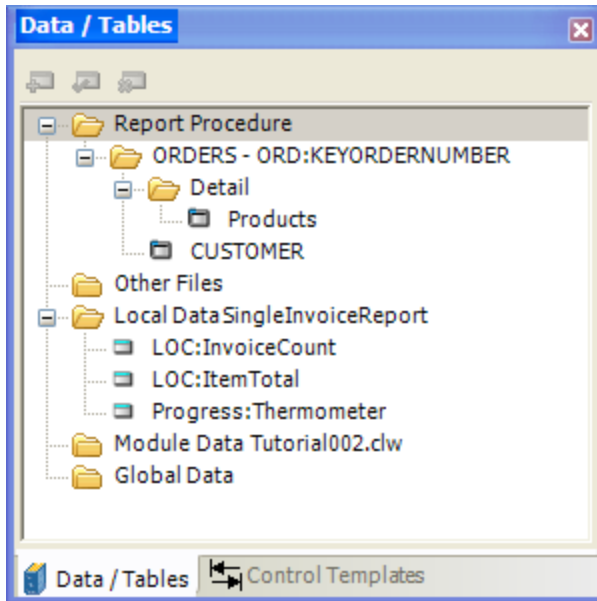 Data / Tables
Report Procedure
ORDERS - ORD:KEYORDERNUMBER
Detail
Products
CUSTOMER
Other Files
Local Data SingleInvoiceReport
LOC:InvoiceCount
LOC:ItemTotal
Progress:Thermometer
Module Data Tutorial002.clw
Global Data
Data / Tables Control Templates